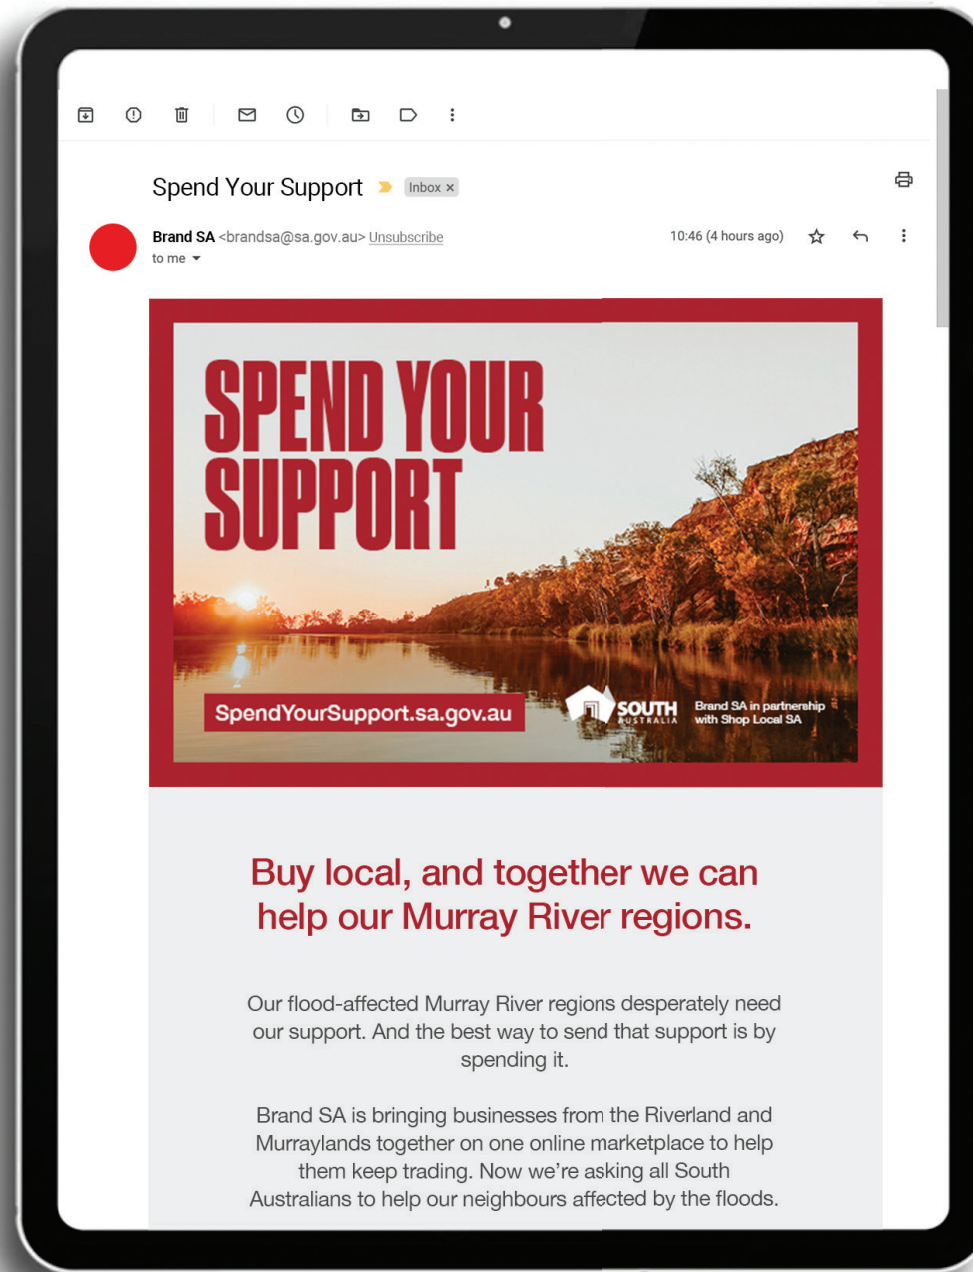 Spend Your Support Inbox ×
Brand SA <brandsa@sa.gov.au> Unsubscribe 10:46 (4 hours ago)
to me
SPEND YOUR
SUPPORT
SpendYourSupport.sa.gov.au
SOUTH
AUSTRALIA
Brand SA in partnership
with Shop Local SA
Buy local, and together we can
help our Murray River regions.
Our flood-affected Murray River regions desperately need
our support. And the best way to send that support is by
spending it.
Brand SA is bringing businesses from the Riverland and
Murraylands together on one online marketplace to help
them keep trading. Now we’re asking all South
Australians to help our neighbours affected by the floods.